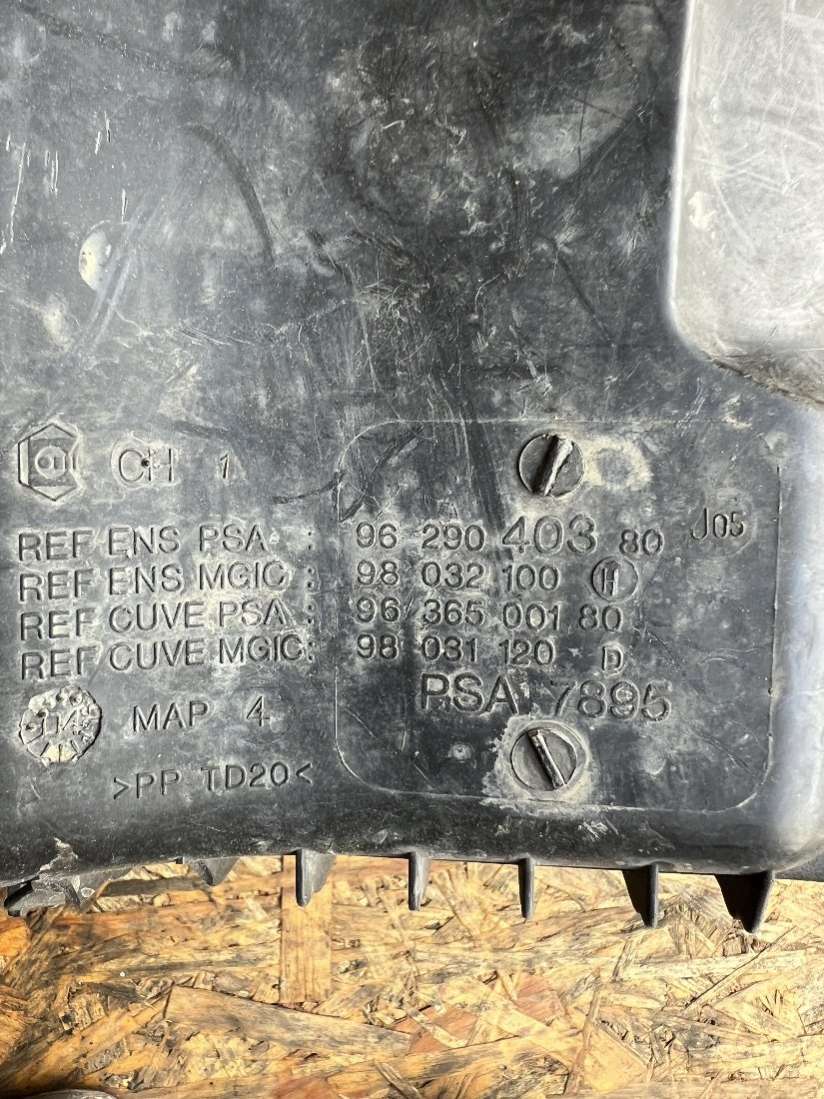 CH 1
REF ENS PSA : 96 290 403 80 J05
REF ENS MGIC : 98 032 100 H
REF CUVE PSA : 96 365 001 80
REF CUVE MGIC : 98 031 120 D
PSA 7895
MAP 4
>PP TD20<